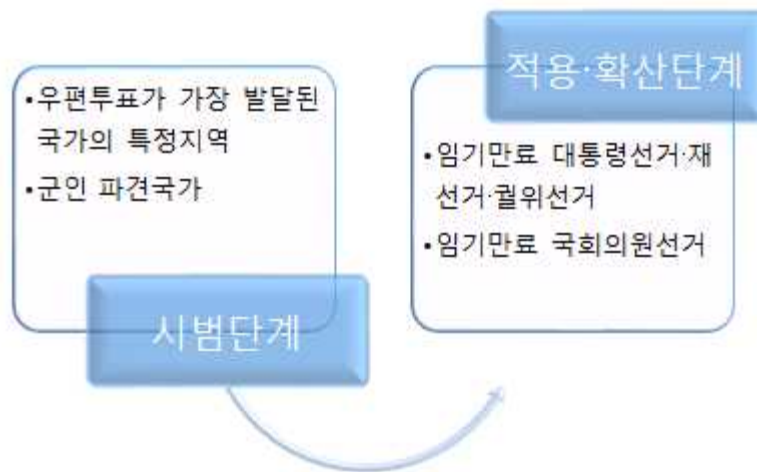 •우편투표가 가장 발달된
국가의 특정지역
•군인 파견국가
시범단계
적용·확산단계
•임기만료 대통령선거·재
선거·궐위선거
•임기만료 국회의원선거